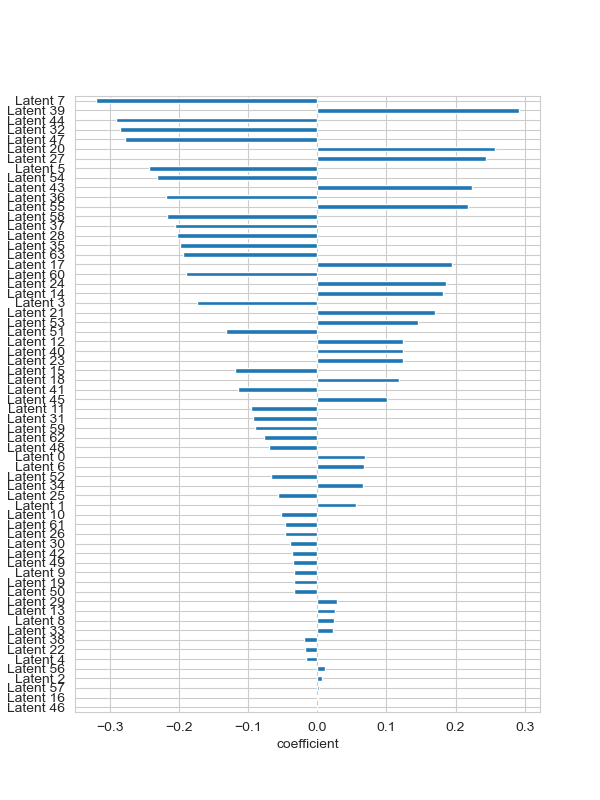 Latent 7
Latent 39
Latent 44
Latent 32
Latent 47
Latent 20
Latent 27
Latent 5
Latent 54
Latent 43
Latent 36
Latent 55
Latent 58
Latent 37
Latent 28
Latent 35
Latent 63
Latent 17
Latent 60
Latent 24
Latent 14
Latent 3
Latent 21
Latent 53
Latent 51
Latent 12
Latent 40
Latent 23
Latent 15
Latent 18
Latent 41
Latent 45
Latent 11
Latent 31
Latent 59
Latent 62
Latent 48
Latent 0
Latent 6
Latent 52
Latent 34
Latent 25
Latent 1
Latent 10
Latent 61
Latent 26
Latent 30
Latent 42
Latent 49
Latent 9
Latent 19
Latent 50
Latent 29
Latent 13
Latent 8
Latent 33
Latent 38
Latent 22
Latent 4
Latent 56
Latent 2
Latent 57
Latent 16
Latent 46
−0.3 −0.2 −0.1 0.0 0.1 0.2 0.3
coefficient